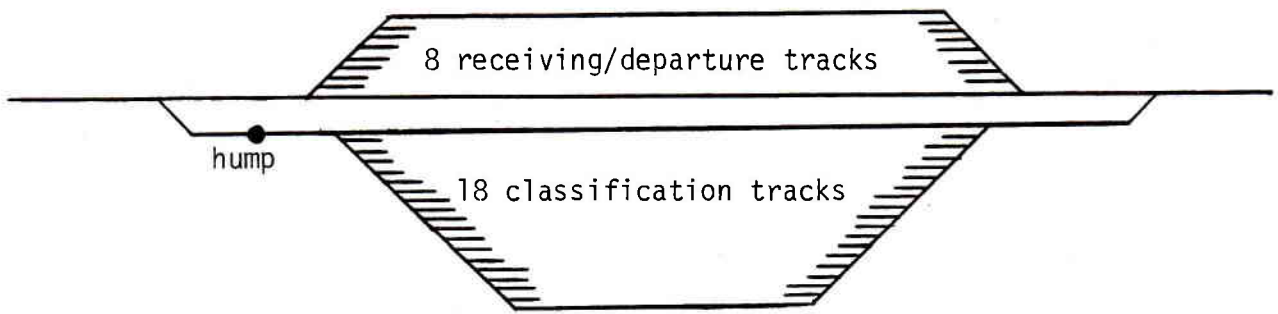 8 receiving/departure tracks
hump
18 classification tracks